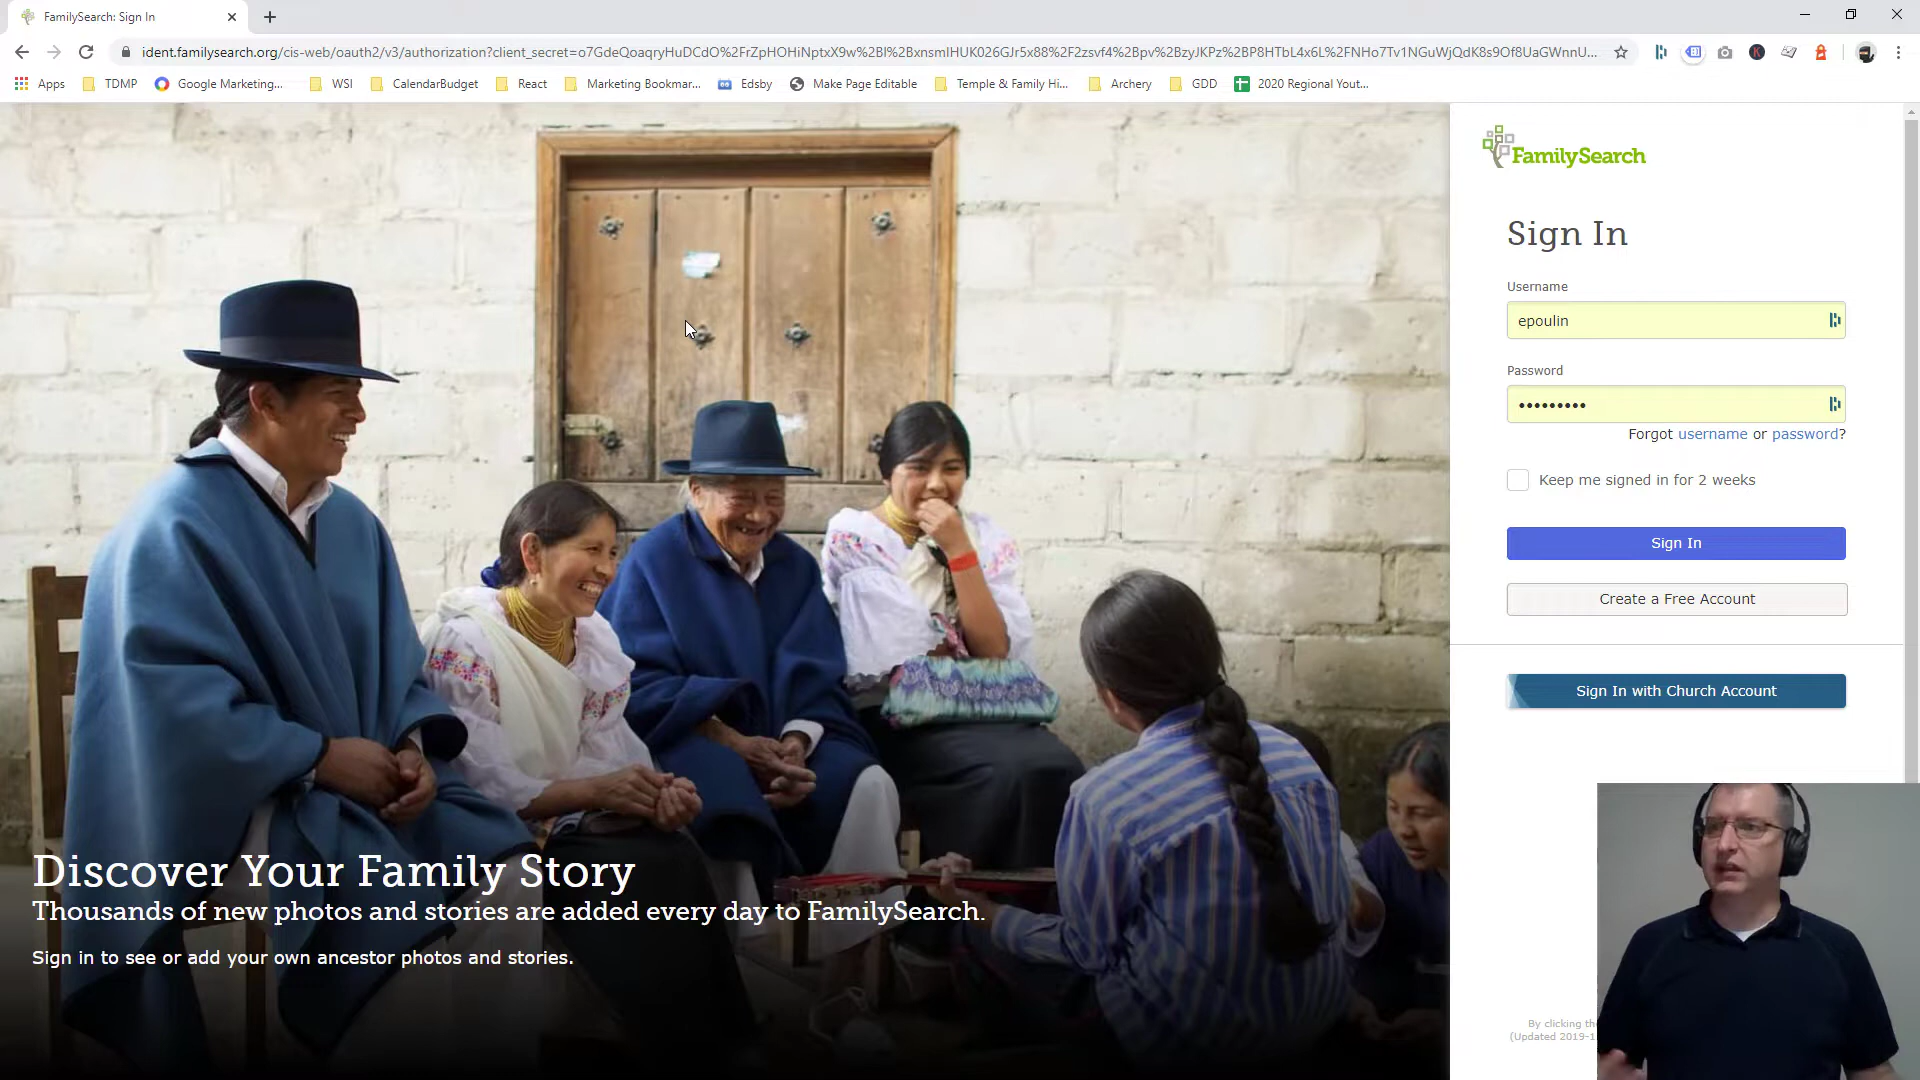 FamilySearch: Sign In
ident.familysearch.org/cis-web/oauth2/v3/authorization?client_secret=o7GdeQoaqryHuDCdO%2FrZpHOHiNptxX9w%2BI%2BxnsmIHUK026GJr5x88%2F2zsvf4%2Bpv%2BzyJKPz%2BP8HTbL4x6L%2FNHo7Tv1NGuWjQdK8s9Of8UaGWnnU...
Apps TDMP Google Marketing... WSI CalendarBudget React Marketing Bookmar... Edsby Make Page Editable Temple & Family Hi... Archery GDD 2020 Regional Yout...
FamilySearch
Sign In
Username
epoulin
Password
•••••••••
Forgot username or password?
Keep me signed in for 2 weeks
Sign In
Create a Free Account
Sign In with Church Account
Discover Your Family Story
Thousands of new photos and stories are added every day to FamilySearch.
Sign in to see or add your own ancestor photos and stories.
By clicking th
(Updated 2019-1